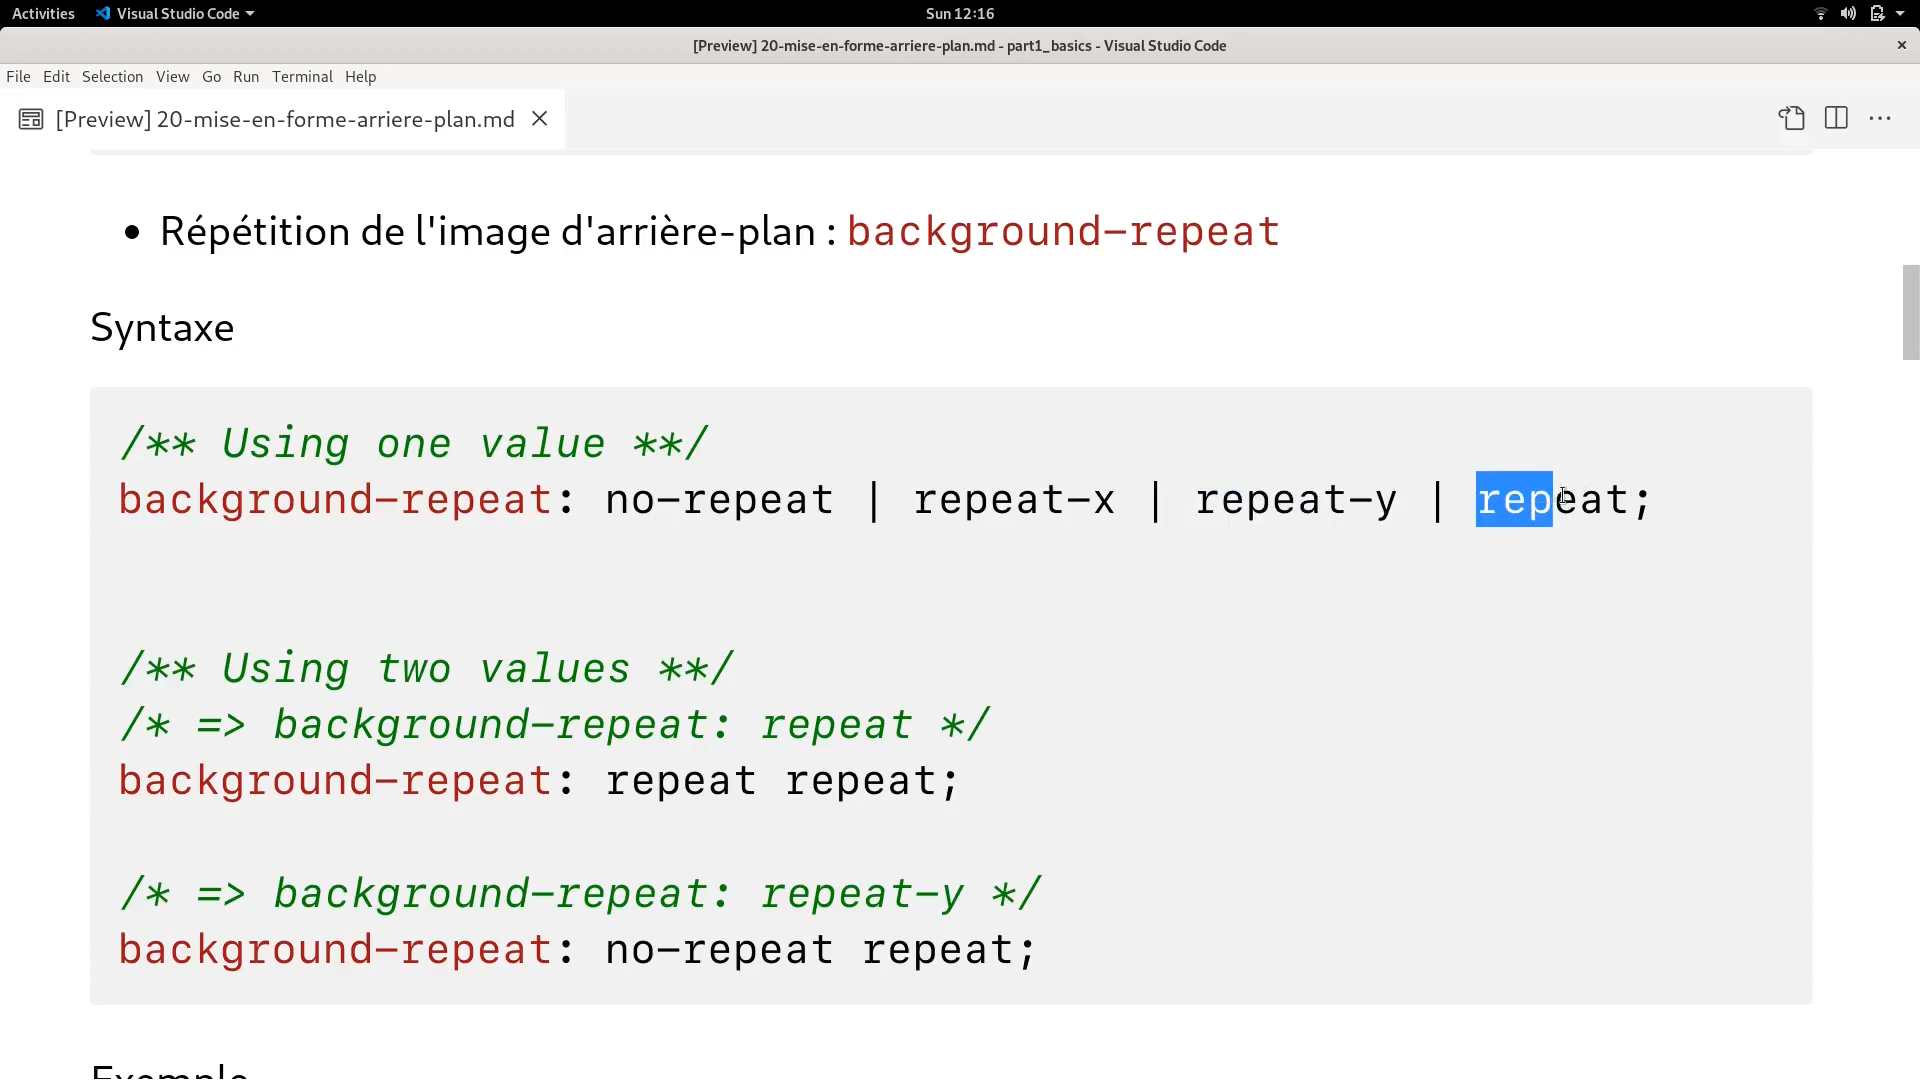 Activities Visual Studio Code Sun 12:16
[Preview] 20-mise-en-forme-arriere-plan.md - part1_basics - Visual Studio Code
File Edit Selection View Go Run Terminal Help
[Preview] 20-mise-en-forme-arriere-plan.md
• Répétition de l'image d'arrière-plan : background-repeat
Syntaxe
/** Using one value **/
background-repeat: no-repeat | repeat-x | repeat-y | repeat;
/** Using two values **/
/* => background-repeat: repeat */
background-repeat: repeat repeat;
/* => background-repeat: repeat-y */
background-repeat: no-repeat repeat;
Exemple